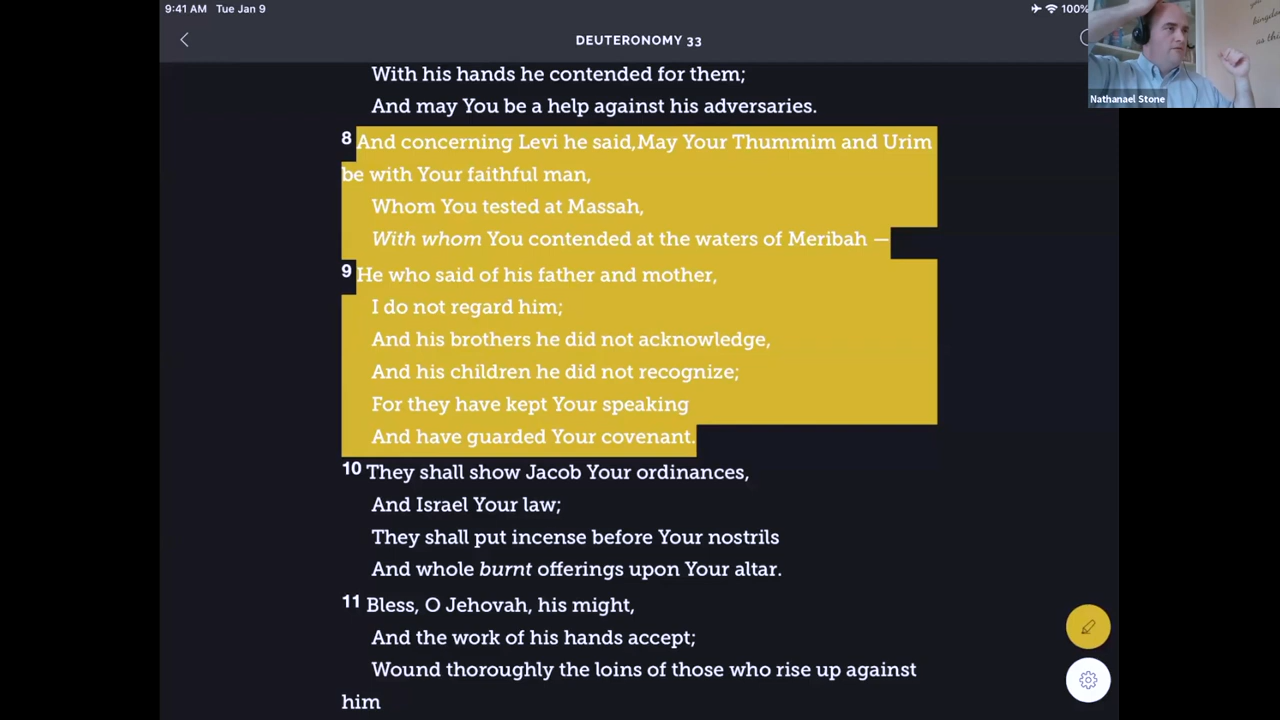 9:41 AM Tue Jan 9
100%
DEUTERONOMY 33
you
kingdom
as thi
Nathanael Stone
With his hands he contended for them;
And may You be a help against his adversaries.
8 And concerning Levi he said,May Your Thummim and Urim
be with Your faithful man,
Whom You tested at Massah,
With whom You contended at the waters of Meribah —
9 He who said of his father and mother,
I do not regard him;
And his brothers he did not acknowledge,
And his children he did not recognize;
For they have kept Your speaking
And have guarded Your covenant.
10 They shall show Jacob Your ordinances,
And Israel Your law;
They shall put incense before Your nostrils
And whole burnt offerings upon Your altar.
11 Bless, O Jehovah, his might,
And the work of his hands accept;
Wound thoroughly the loins of those who rise up against
him